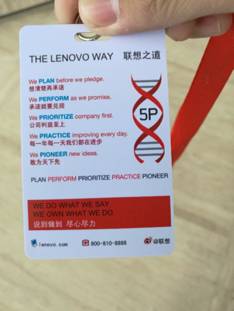 THE LENOVO WAY 联想之道
We PLAN before we pledge.
想清楚再承诺
We PERFORM as we promise.
承诺就要兑现
We PRIORITIZE company first.
公司利益至上
We PRACTICE improving every day.
每一年每一天我们都在进步
We PIONEER new ideas.
敢为天下先
5P
PLAN PERFORM PRIORITIZE PRACTICE PIONEER
WE DO WHAT WE SAY
WE OWN WHAT WE DO
说到做到 尽心尽力
lenovo.com 800-810-8888 @联想